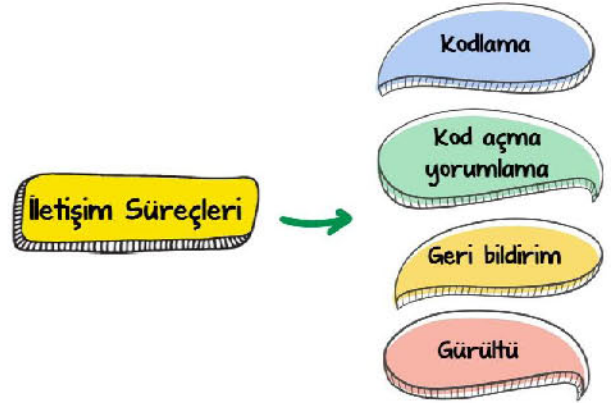 İletişim Süreçleri
Kodlama
Kod açma
yorumlama
Geri bildirim
Gürültü